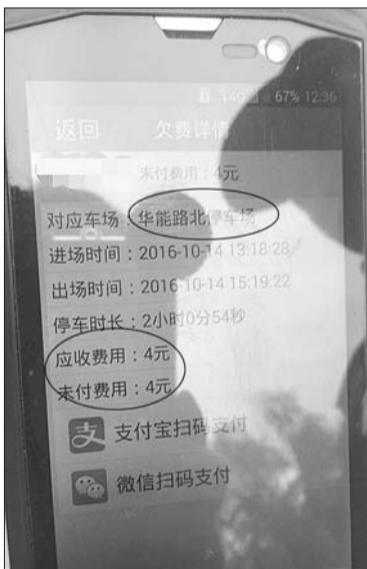 4G 67% 12:36
返回 欠费详情
未付费用：4元
对应车场：华能路北停车场
进场时间：2016-10-14 13:18:28
出场时间：2016-10-14 15:19:22
停车时长：2小时0分54秒
应收费用：4元
未付费用：4元
支 支付宝扫码支付
微信扫码支付